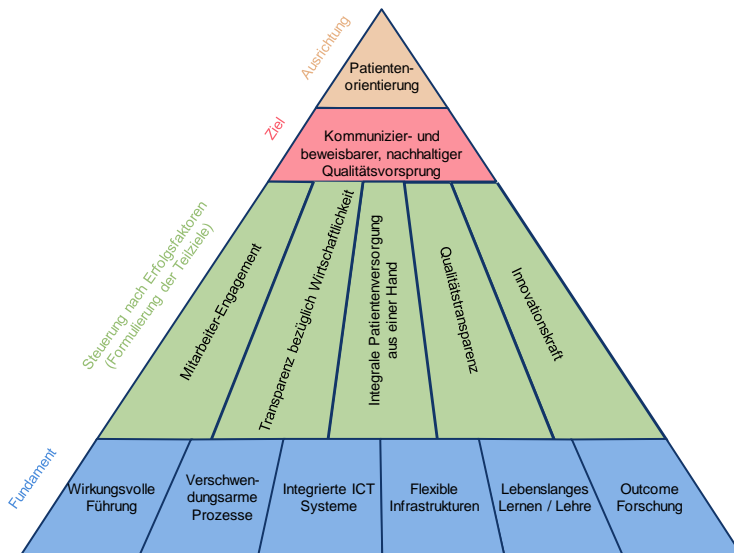 Ausrichtung
Patienten-
orientierung
Ziel
Kommunizier- und
beweisbarer, nachhaltiger
Qualitätsvorsprung
Steuerung nach Erfolgsfaktoren
(Formulierung der Teilziele)
Mitarbeiter-Engagement
Transparenz bezüglich Wirtschaftlichkeit
Integrale Patientenversorgung
aus einer Hand
Qualitätstransparenz
Innovationskraft
Fundament
Wirkungsvolle
Führung
Verschwen-
dungsarme
Prozesse
Integrierte ICT
Systeme
Flexible
Infrastrukturen
Lebenslanges
Lernen / Lehre
Outcome
Forschung